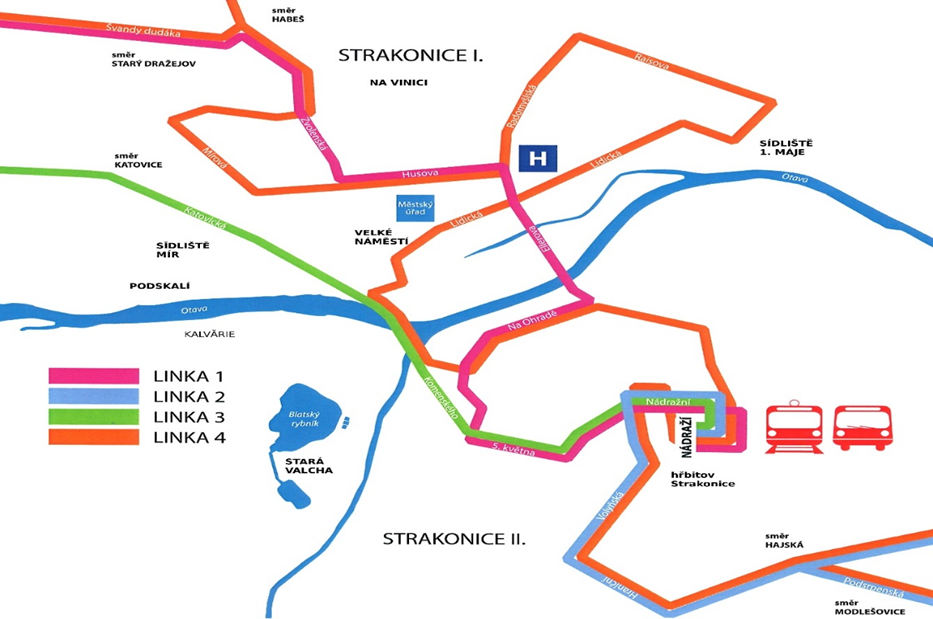 směr
HABEŠ
Švandy dudáka
směr
STARÝ DRAŽEJOV
STRAKONICE I.
NA VINICI
Raisova
Radomyšlská
Zvolenská
Mírová
Husova
H
Lidická
SÍDLIŠTĚ
1. MÁJE
Otava
směr
KATOVICE
Katovická
Městský
úřad
Lidická
VELKÉ
NÁMĚSTÍ
Ellerova
SÍDLIŠTĚ
MÍR
PODSKALÍ
Otava
KALVÁRIE
Na Ohradě
LINKA 1
LINKA 2
LINKA 3
LINKA 4
Komenského
Nádražní
NÁDRAŽÍ
Blatský
rybník
STARÁ
VALCHA
5. května
hřbitov
Strakonice
Volyňská
STRAKONICE II.
směr
HAJSKÁ
Hraniční
Podsrpenská
směr
MODLEŠOVICE